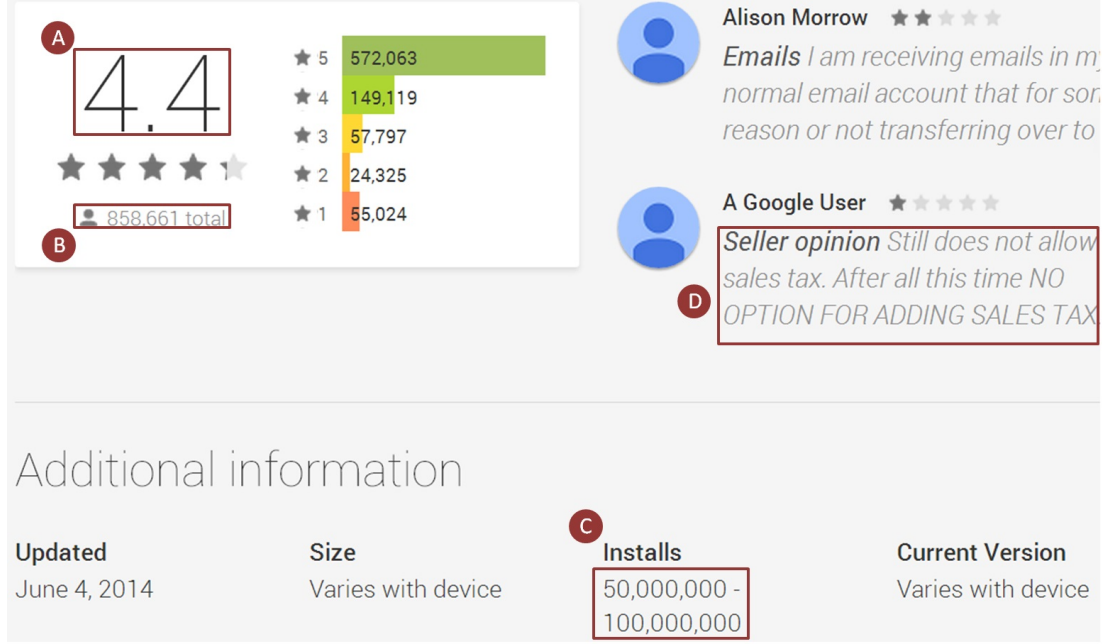 A
4.4
858,661 total
B
5 572,063
4 149,119
3 57,797
2 24,325
1 55,024
Alison Morrow
Emails I am receiving emails in my
normal email account that for som
reason or not transferring over to
A Google User
D
Seller opinion Still does not allow
sales tax. After all this time NO
OPTION FOR ADDING SALES TAX
Additional information
Updated
June 4, 2014
Size
Varies with device
C
Installs
50,000,000 -
100,000,000
Current Version
Varies with device